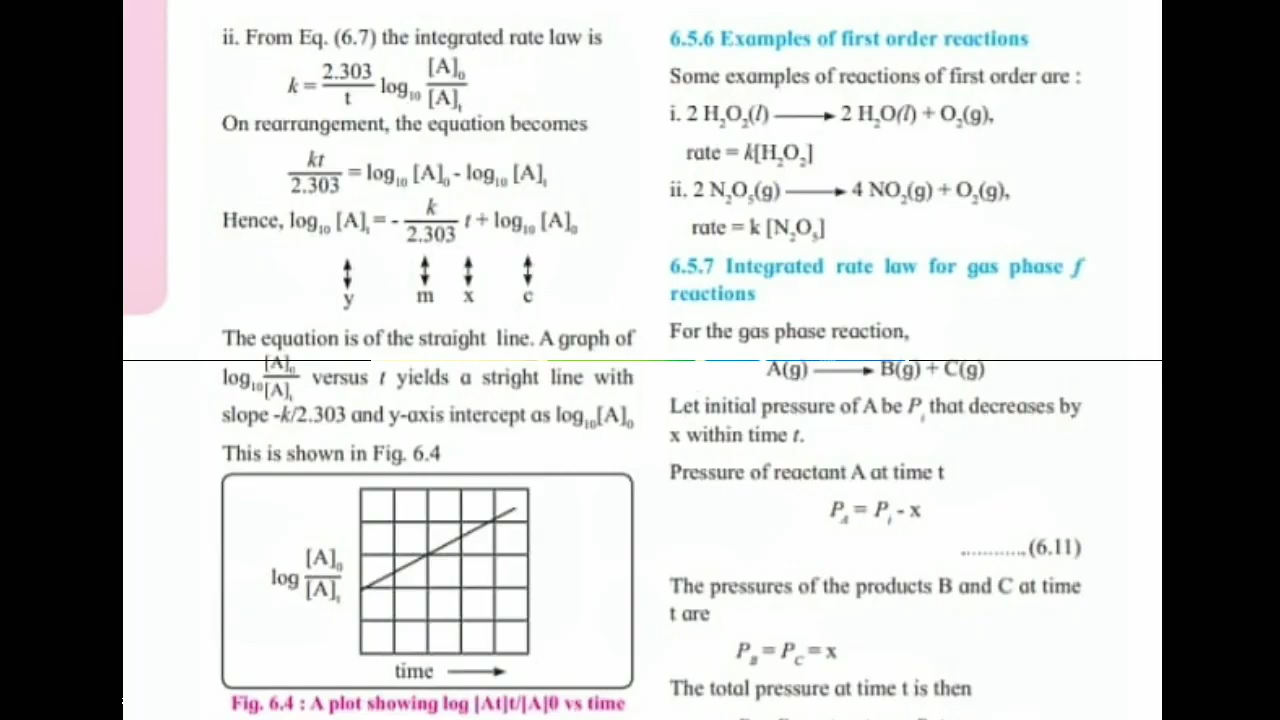 ii. From Eq. (6.7) the integrated rate law is
k = 2.303/t log₁₀ [A]₀/[A]ₜ
On rearrangement, the equation becomes
kt/2.303 = log₁₀ [A]₀ - log₁₀ [A]ₜ
Hence, log₁₀ [A]ₜ = - k/2.303 t + log₁₀ [A]₀
y m x c
The equation is of the straight line. A graph of
log₁₀ [A]₀/[A]ₜ versus t yields a stright line with
slope -k/2.303 and y-axis intercept as log₁₀[A]₀
This is shown in Fig. 6.4
log [A]₀/[A]ₜ
time
Fig. 6.4 : A plot showing log [At]t/[A]0 vs time
6.5.6 Examples of first order reactions
Some examples of reactions of first order are :
i. 2 H₂O₂(l) ⟶ 2 H₂O(l) + O₂(g),
rate = k[H₂O₂]
ii. 2 N₂O₅(g) ⟶ 4 NO₂(g) + O₂(g),
rate = k [N₂O₅]
6.5.7 Integrated rate law for gas phase f
reactions
For the gas phase reaction,
A(g) ⟶ B(g) + C(g)
Let initial pressure of A be Pᵢ that decreases by
x within time t.
Pressure of reactant A at time t
P_A = Pᵢ - x
............(6.11)
The pressures of the products B and C at time
t are
P_B = P_C = x
The total pressure at time t is then